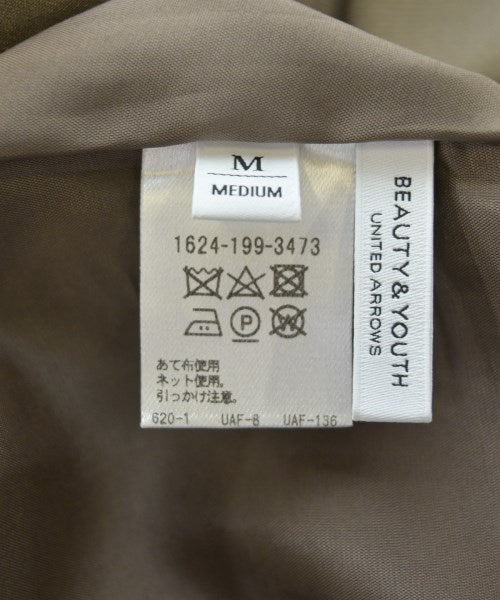 M
MEDIUM
1624-199-3473
P
W
あて布使用
ネット使用。
引っかけ注意。
620-1 UAF-8 UAF-136
BEAUTY & YOUTH
UNITED ARROWS